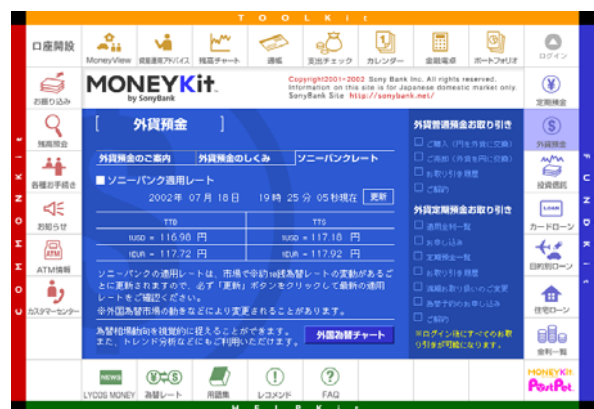 TOOLKit
口座開設
MoneyView
資産運用アドバイス
残高チャート
通帳
支出チェック
カレンダー
金融電卓
ポートフォリオ
ログイン
お振り込み
MONEYKit.
by SonyBank
Copyright2001-2002 Sony Bank Inc. All rights reserved.
Information on this site is for Japanese domestic market only.
SonyBank Site http://sonybank.net/
定期預金
残高照会
各種お手続き
お知らせ
ATM
ATM情報
カスタマーセンター
[ 外貨預金 ]
外貨預金のご案内
外貨預金のしくみ
ソニーバンクレート
■ ソニーバンク適用レート
2002年 07月 18日 19時 25分 05秒現在
更新
TTB
TTS
1USD = 116.98 円
1USD = 117.18 円
1EUR = 117.72 円
1EUR = 117.92 円
ソニーバンクの適用レートは、市場で
為替レートの変動があるご
とに更新されますので、必ず「更新」ボタンをクリックして最新の適用
レートをご確認ください。
※外国為替市場の動きなどにより変更されることがあります。
為替相場動向を視覚的に捉えることができます。
また、トレンド分析などにもご利用いただけます。
外国為替チャート
外貨普通預金お取り引き
ご購入(円を外貨に交換)
ご売却(外貨を円に交換)
お取り引き履歴
ご解約
外貨定期預金お取り引き
適用金利一覧
お申し込み
定期預金一覧
お取り引き履歴
満期お取り扱いのご変更
為替予約のお申し込み
ご解約
※ログイン後にすべてのお取
り引きが可能になります。
外貨預金
投資信託
LOAN
カードローン
目的別ローン
住宅ローン
金利一覧
NEWS
LYCOS MONEY
為替レート
用語集
レコメンド
FAQ
MONEYKit
PostPet.
HELPKit